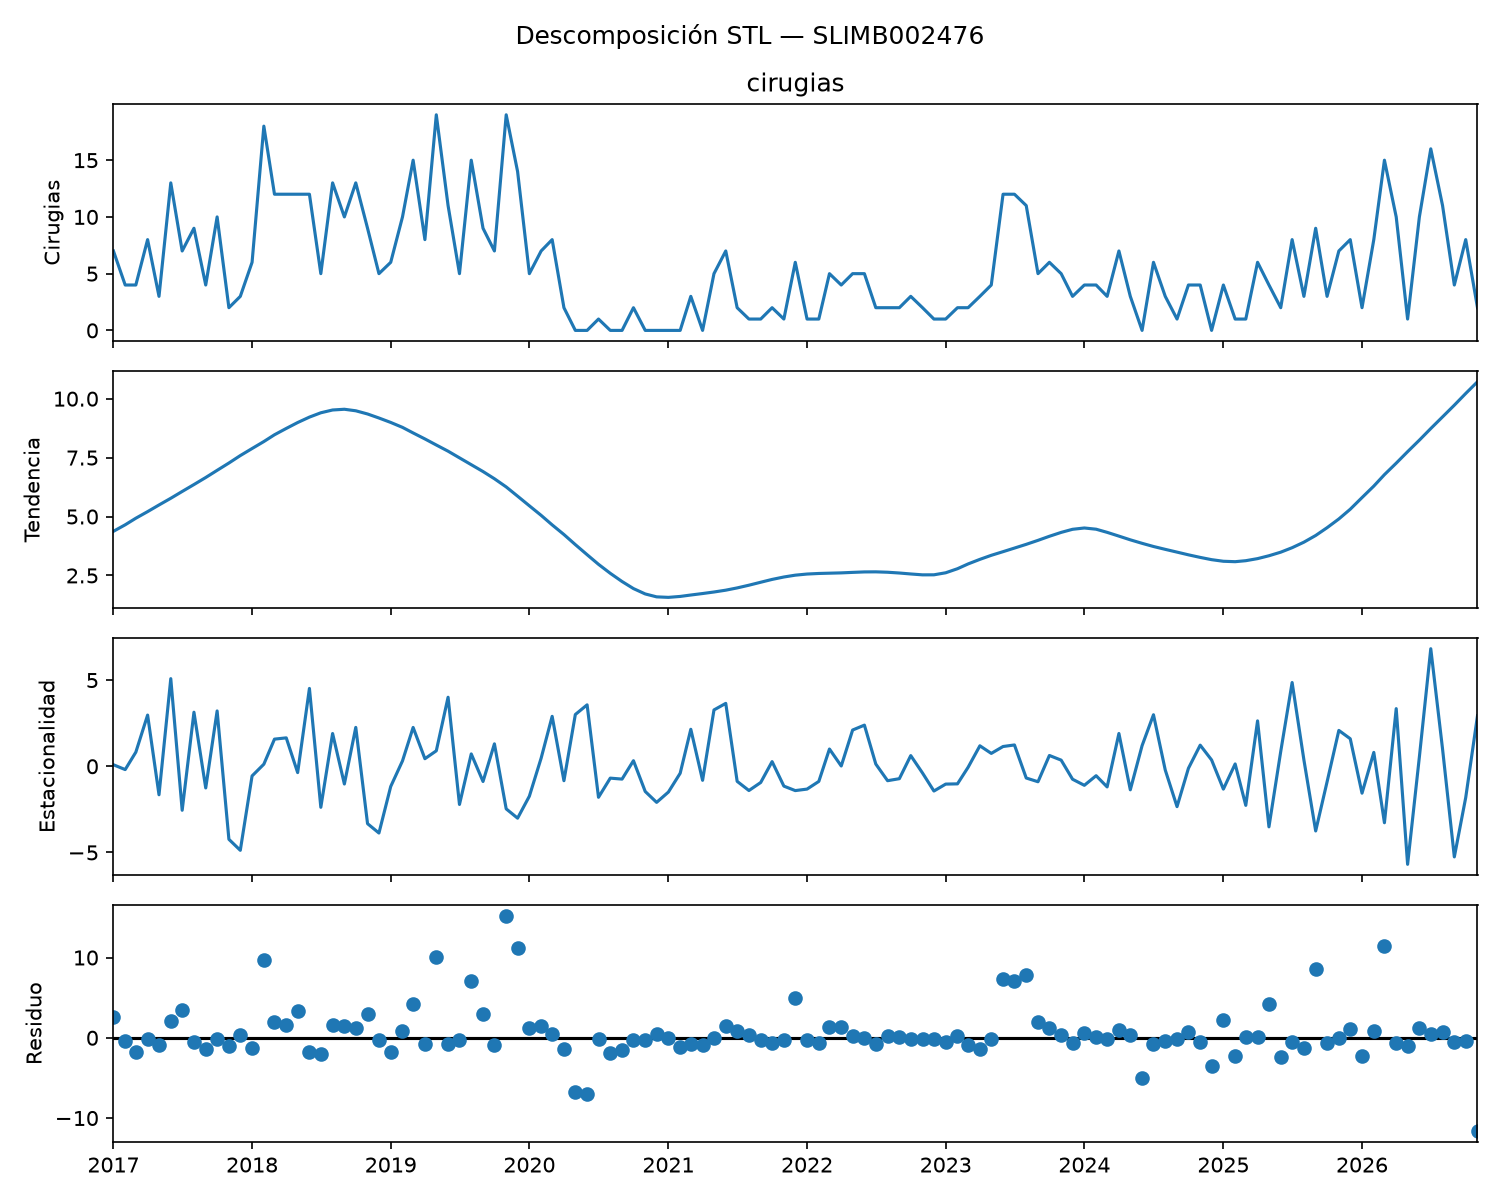 Descomposición STL — SLIMB002476
cirugias
Cirugias
15
10
5
0
Tendencia
10.0
7.5
5.0
2.5
Estacionalidad
5
0
−5
Residuo
10
0
−10
2017 2018 2019 2020 2021 2022 2023 2024 2025 2026